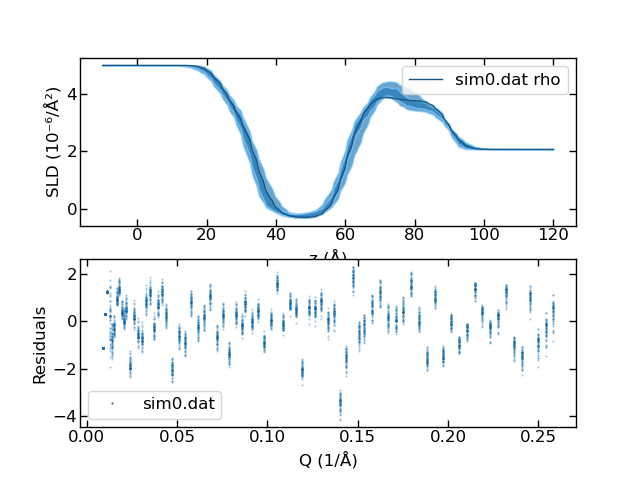 SLD (10⁻⁶/Å²)
4
2
0
sim0.dat rho
0 20 40 60 80 100 120
z (Å)
Residuals
2
0
−2
−4
sim0.dat
0.00 0.05 0.10 0.15 0.20 0.25
Q (1/Å)